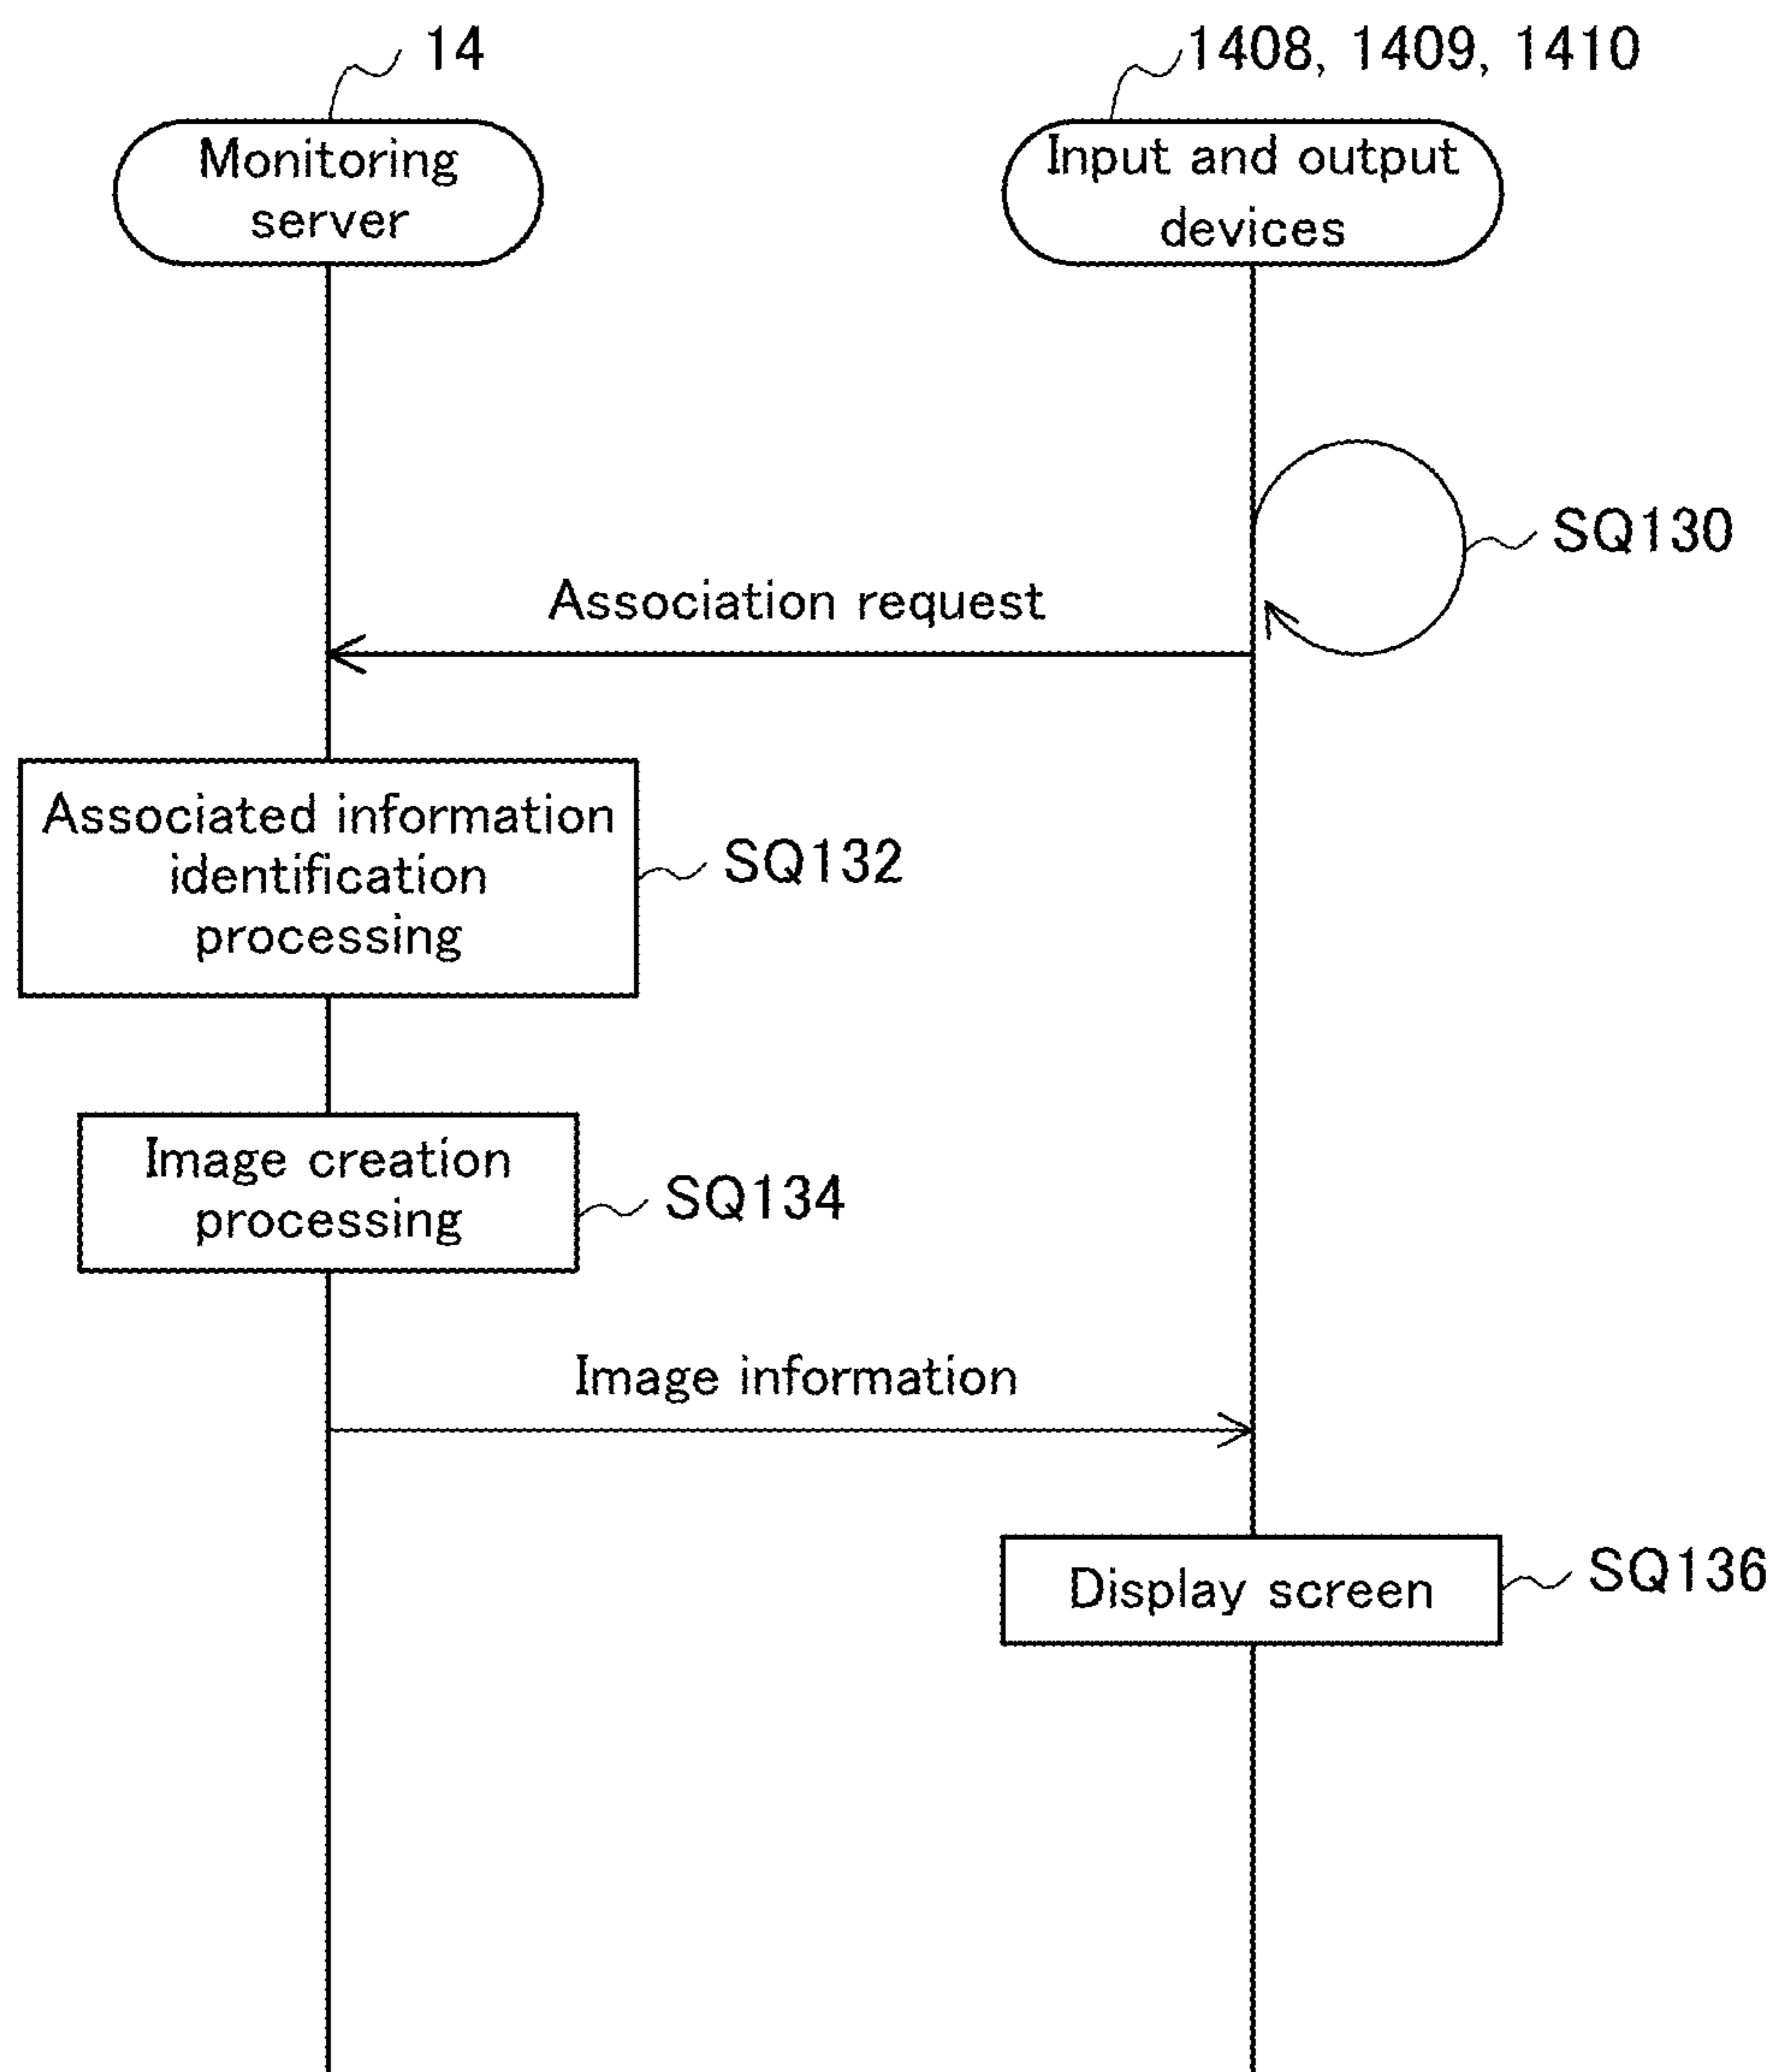 14
1408, 1409, 1410
Monitoring
server
Input and output
devices
SQ130
Association request
Associated information
identification
processing
SQ132
Image creation
processing
SQ134
Image information
Display screen
SQ136